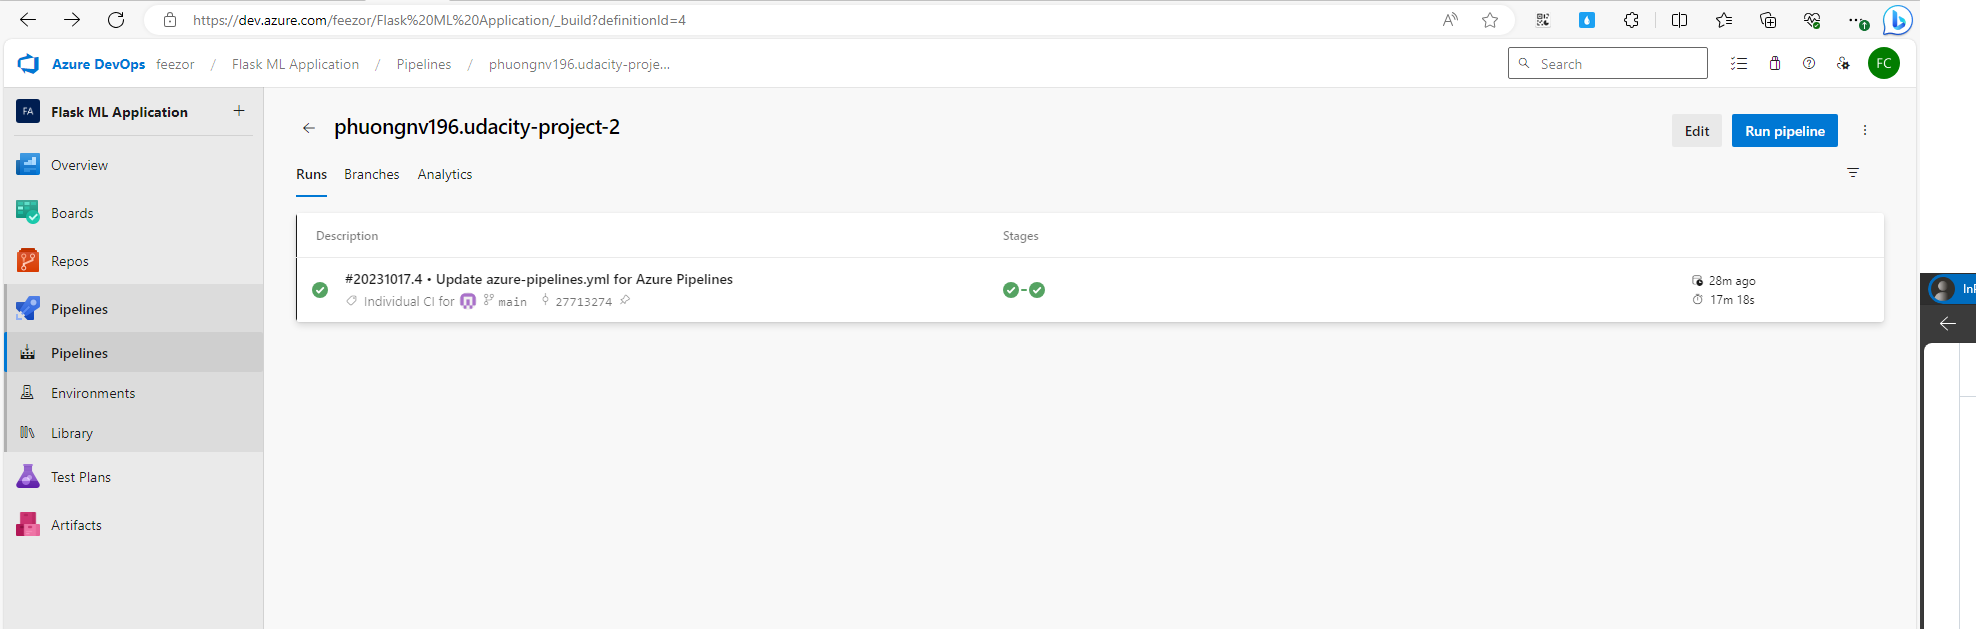 https://dev.azure.com/feezor/Flask%20ML%20Application/_build?definitionId=4
Azure DevOps feezor / Flask ML Application / Pipelines / phuongnv196.udacity-proje...
Search
FC
FA Flask ML Application
Overview
Boards
Repos
Pipelines
Pipelines
Environments
Library
Test Plans
Artifacts
phuongnv196.udacity-project-2
Edit
Run pipeline
Runs Branches Analytics
Description Stages
#20231017.4 • Update azure-pipelines.yml for Azure Pipelines
Individual CI for main 27713274
28m ago
17m 18s